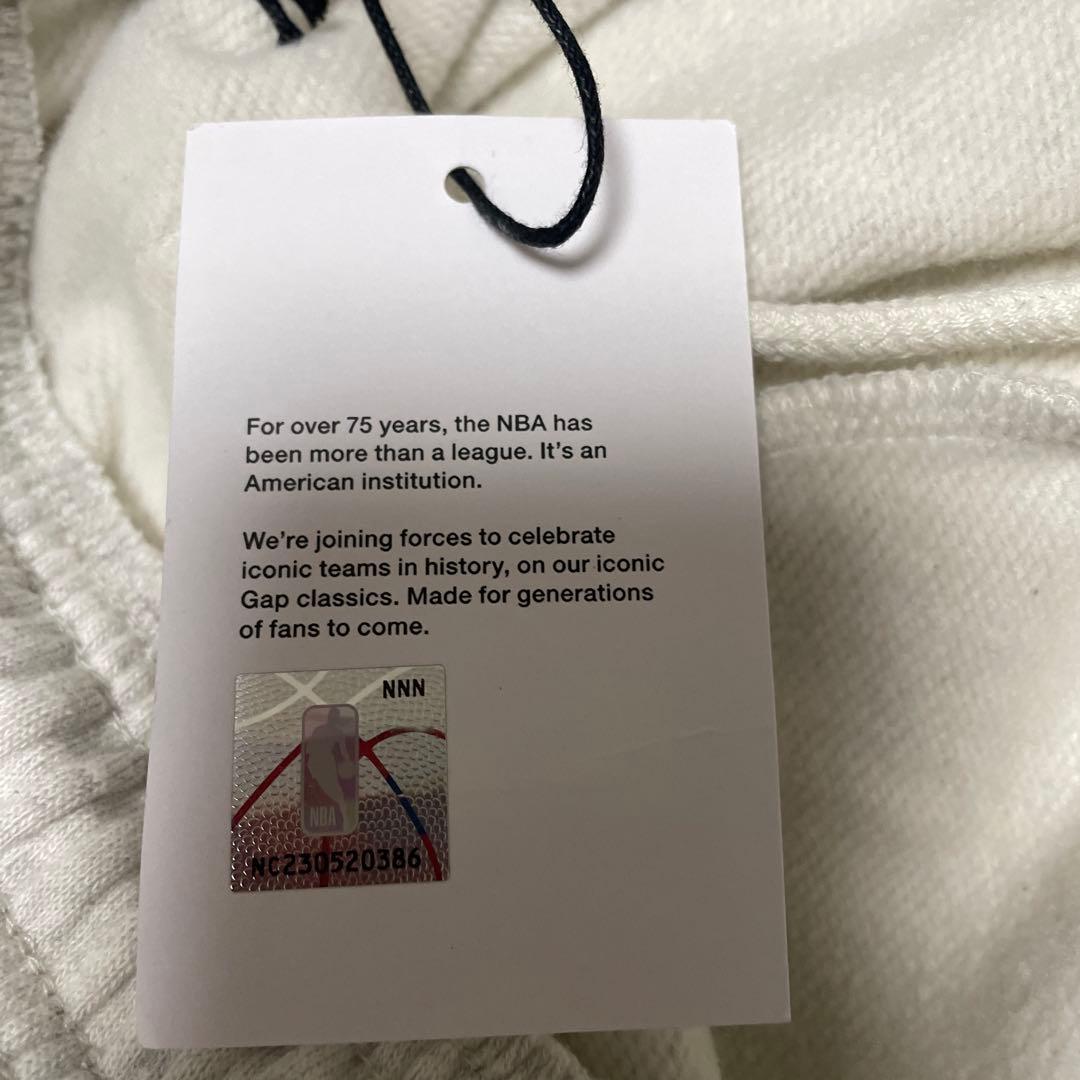 For over 75 years, the NBA has
been more than a league. It's an
American institution.
We're joining forces to celebrate
iconic teams in history, on our iconic
Gap classics. Made for generations
of fans to come.
NNN
NBA
NC230520386